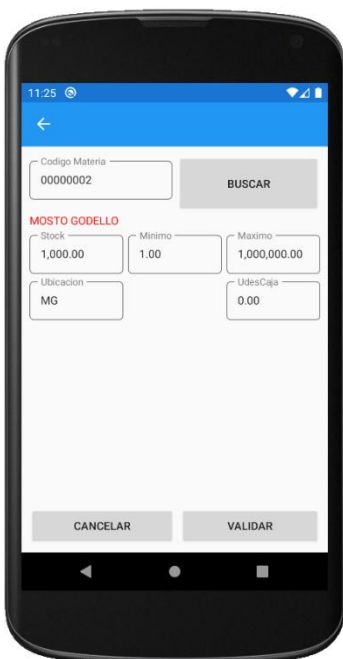 11:25
Codigo Materia
00000002
BUSCAR
MOSTO GODELLO
Stock Minimo Maximo
1,000.00 1.00 1,000,000.00
Ubicacion UdesCaja
MG 0.00
CANCELAR VALIDAR